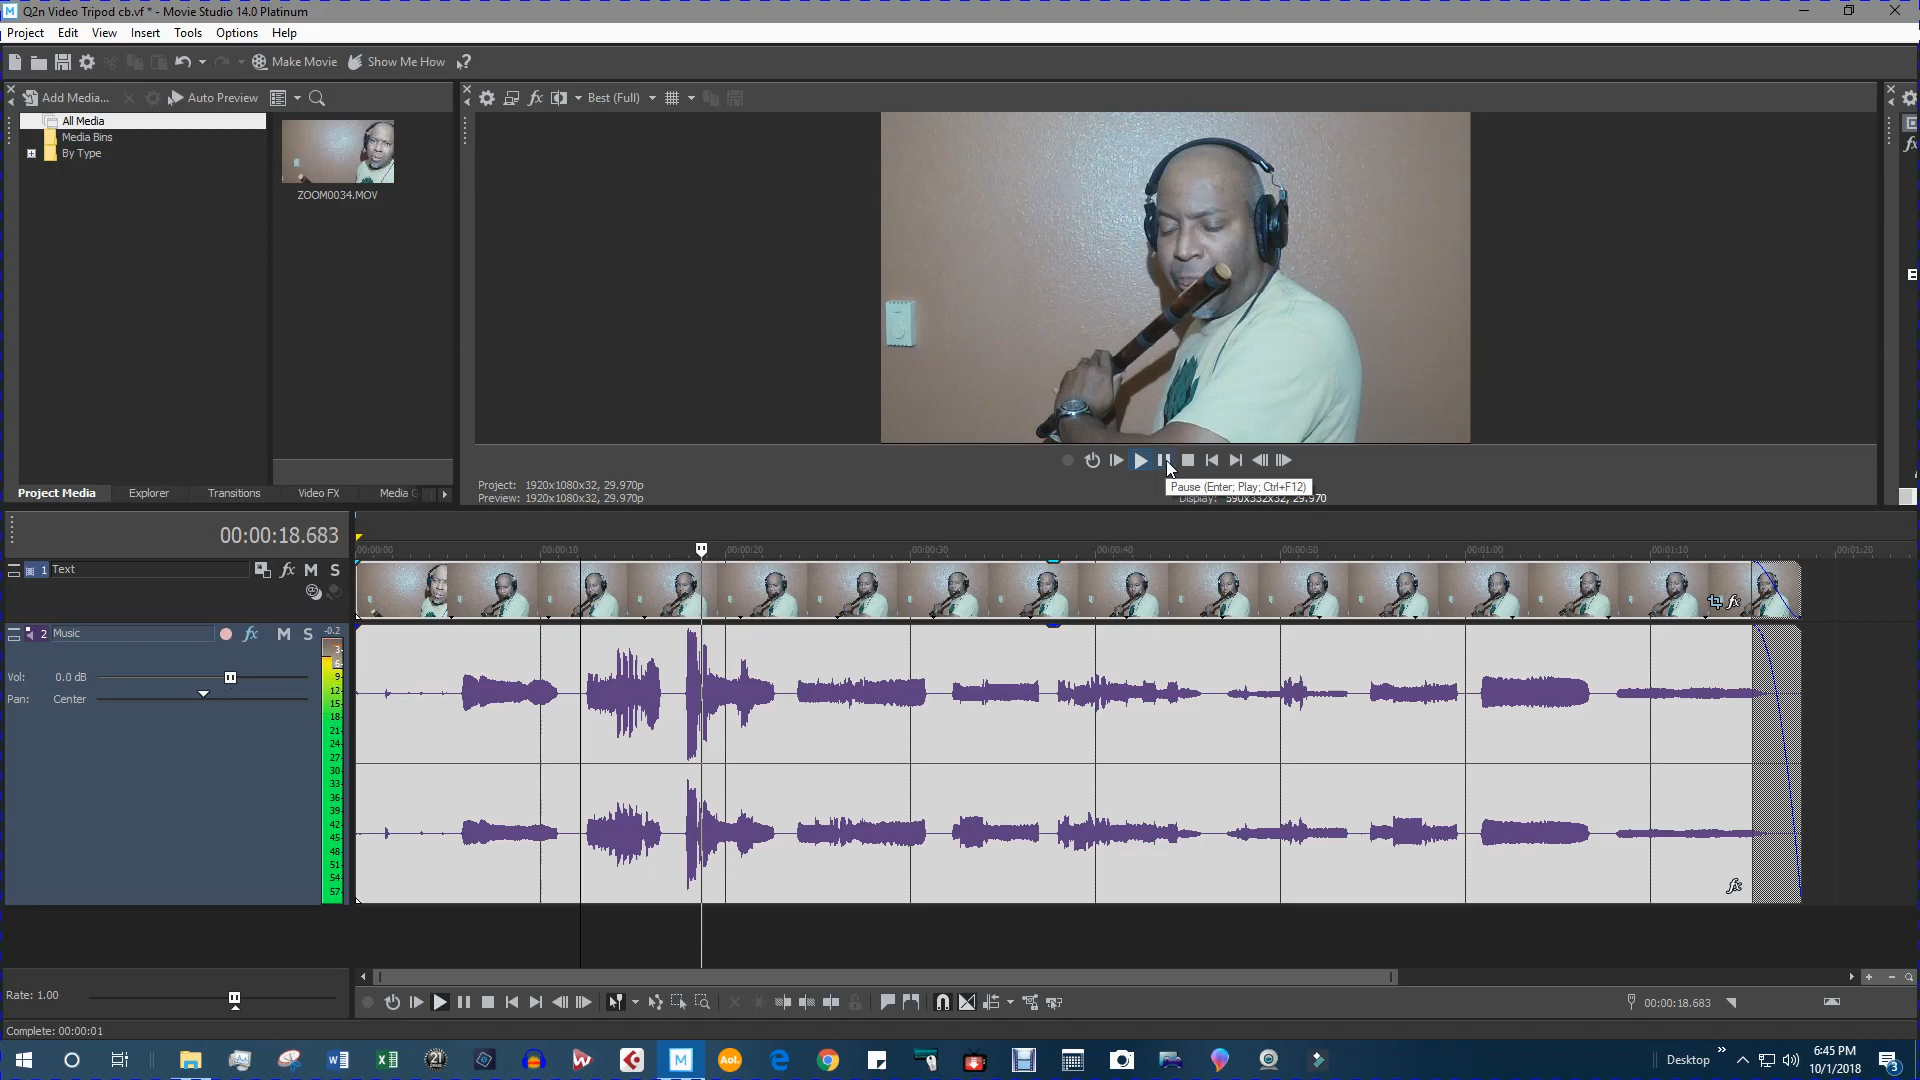 Q2n Video Tripod cb.vf * - Movie Studio 14.0 Platinum
Project Edit View Insert Tools Options Help
Make Movie Show Me How
Add Media... Auto Preview
Best (Full)
All Media
Media Bins
By Type
ZOOM0034.MOV
Project Media Explorer Transitions Video FX Media G
Project: 1920x1080x32, 29.970p
Preview: 1920x1080x32, 29.970p
Pause (Enter; Play; Ctrl+F12)
Display: 590x332x32, 29.970
00:00:18.683
00:00:00 00:00:10 00:00:20 00:00:30 00:00:40 00:00:50 00:01:00 00:01:10 00:01:20
1 Text fx M S
2 Music fx M S -0.2
Vol: 0.0 dB
Pan: Center
3
6
9
12
15
18
21
24
27
30
33
36
39
42
45
48
51
54
57
fx
fx
Rate: 1.00
00:00:18.683
Complete: 00:00:01
Aol.
Desktop
6:45 PM
10/1/2018
3